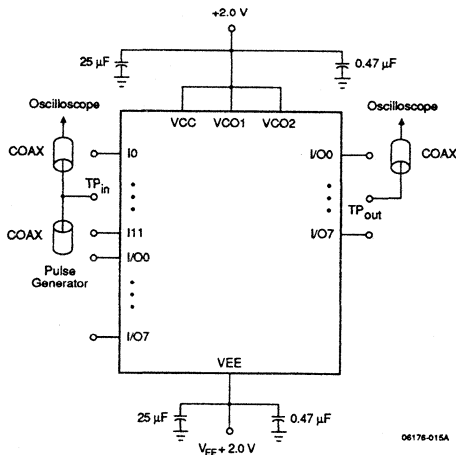 +2.0 V
25 µF
0.47 µF
Oscilloscope
Oscilloscope
VCC VCO1 VCO2
COAX
I0
I/O0
COAX
TPin
TPout
COAX
I11
I/O7
I/O0
Pulse
Generator
I/O7
VEE
25 µF
0.47 µF
VEE + 2.0 V
06176-015A